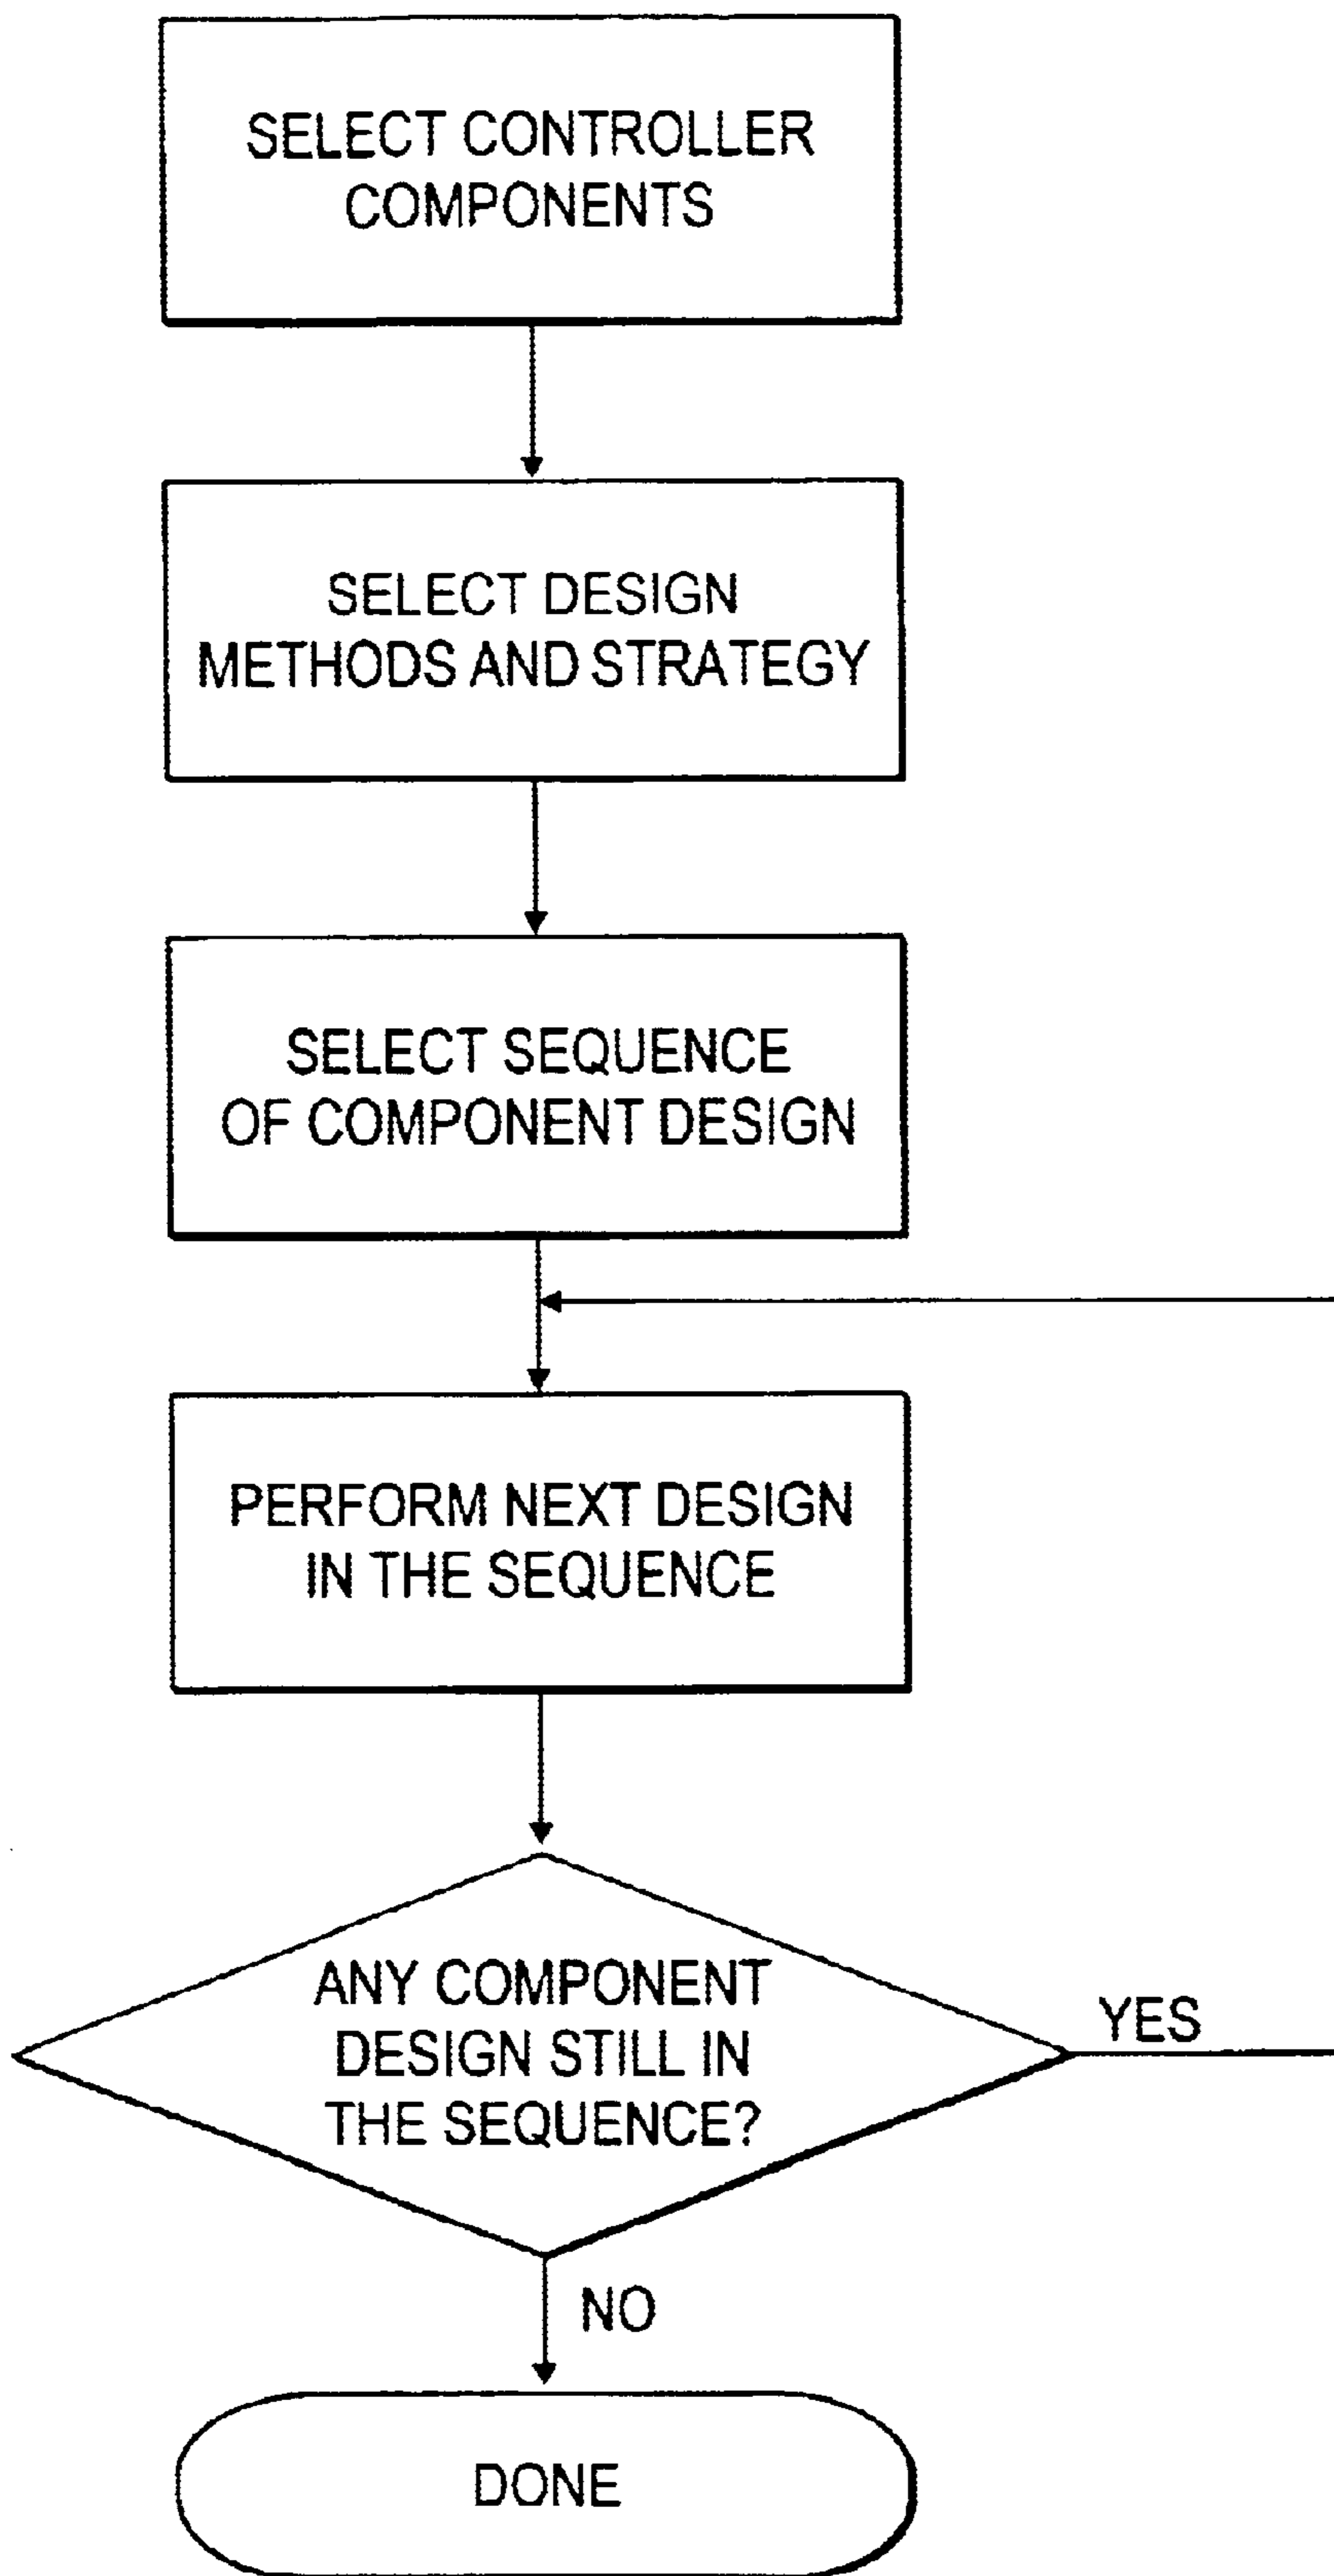 SELECT CONTROLLER
COMPONENTS
SELECT DESIGN
METHODS AND STRATEGY
SELECT SEQUENCE
OF COMPONENT DESIGN
PERFORM NEXT DESIGN
IN THE SEQUENCE
ANY COMPONENT
DESIGN STILL IN
THE SEQUENCE?
YES
NO
DONE